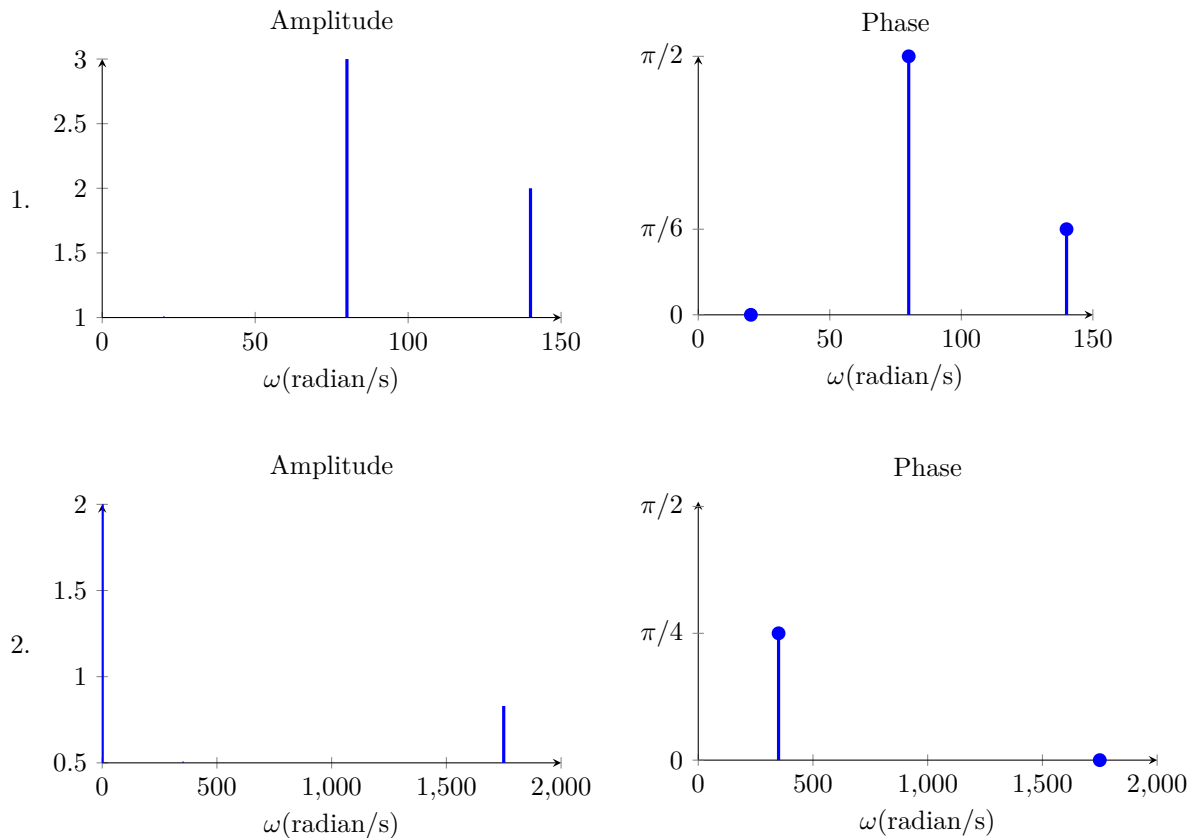 Amplitude
Phase
1.
3
2.5
2
1.5
1
0 50 100 150
ω(radian/s)
π/2
π/6
0
0 50 100 150
ω(radian/s)
Amplitude
Phase
2.
2
1.5
1
0.5
0 500 1,000 1,500 2,000
ω(radian/s)
π/2
π/4
0
0 500 1,000 1,500 2,000
ω(radian/s)